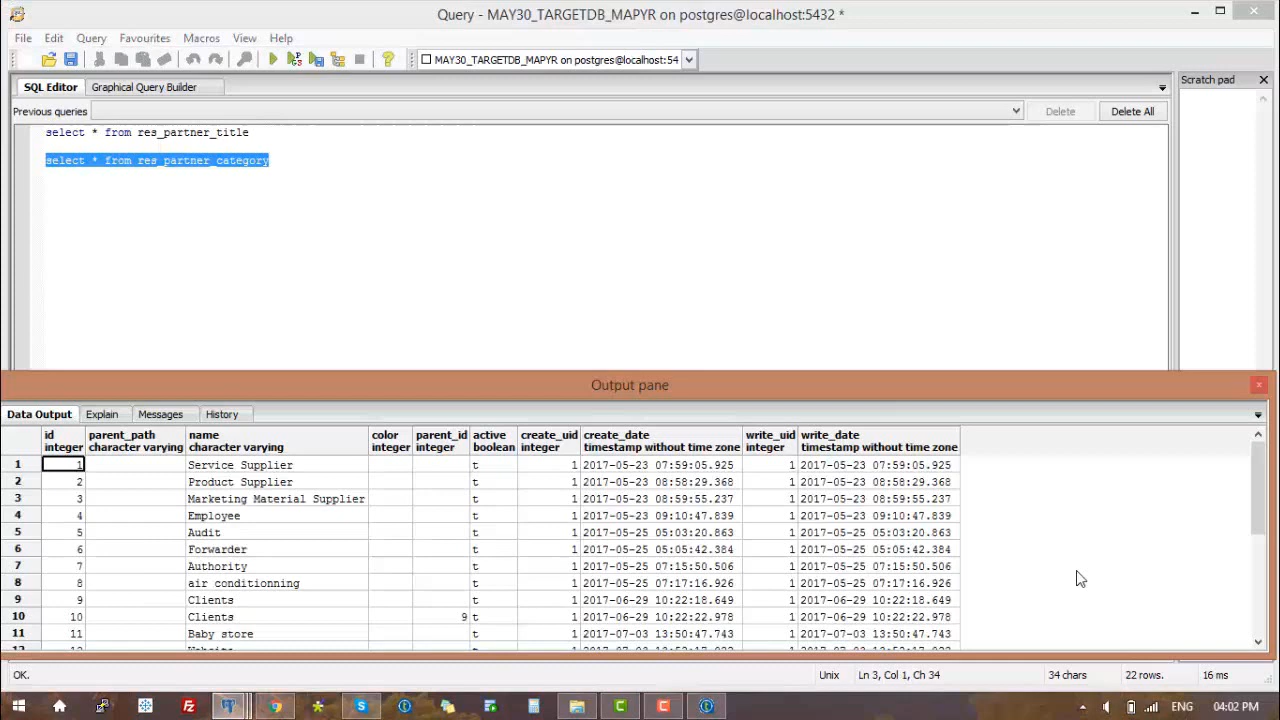 Query - MAY30_TARGETDB_MAPYR on postgres@localhost:5432 *
File Edit Query Favourites Macros View Help
MAY30_TARGETDB_MAPYR on postgres@localhost:54
SQL Editor Graphical Query Builder Scratch pad
Previous queries Delete Delete All
select * from res_partner_title
select * from res_partner_category
Output pane
Data Output Explain Messages History
id parent_path name color parent_id active create_uid create_date write_uid write_date
integer character varying character varying integer integer boolean integer timestamp without time zone integer timestamp without time zone
1 1 Service Supplier t 1 2017-05-23 07:59:05.925 1 2017-05-23 07:59:05.925
2 2 Product Supplier t 1 2017-05-23 08:58:29.368 1 2017-05-23 08:58:29.368
3 3 Marketing Material Supplier t 1 2017-05-23 08:59:55.237 1 2017-05-23 08:59:55.237
4 4 Employee t 1 2017-05-23 09:10:47.839 1 2017-05-23 09:10:47.839
5 5 Audit t 1 2017-05-25 05:03:20.863 1 2017-05-25 05:03:20.863
6 6 Forwarder t 1 2017-05-25 05:05:42.384 1 2017-05-25 05:05:42.384
7 7 Authority t 1 2017-05-25 07:15:50.506 1 2017-05-25 07:15:50.506
8 8 air conditionning t 1 2017-05-25 07:17:16.926 1 2017-05-25 07:17:16.926
9 9 Clients t 1 2017-06-29 10:22:18.649 1 2017-06-29 10:22:18.649
10 10 Clients 9 t 1 2017-06-29 10:22:22.978 1 2017-06-29 10:22:22.978
11 11 Baby store t 1 2017-07-03 13:50:47.743 1 2017-07-03 13:50:47.743
OK. Unix Ln 3, Col 1, Ch 34 34 chars 22 rows. 16 ms
ENG 04:02 PM